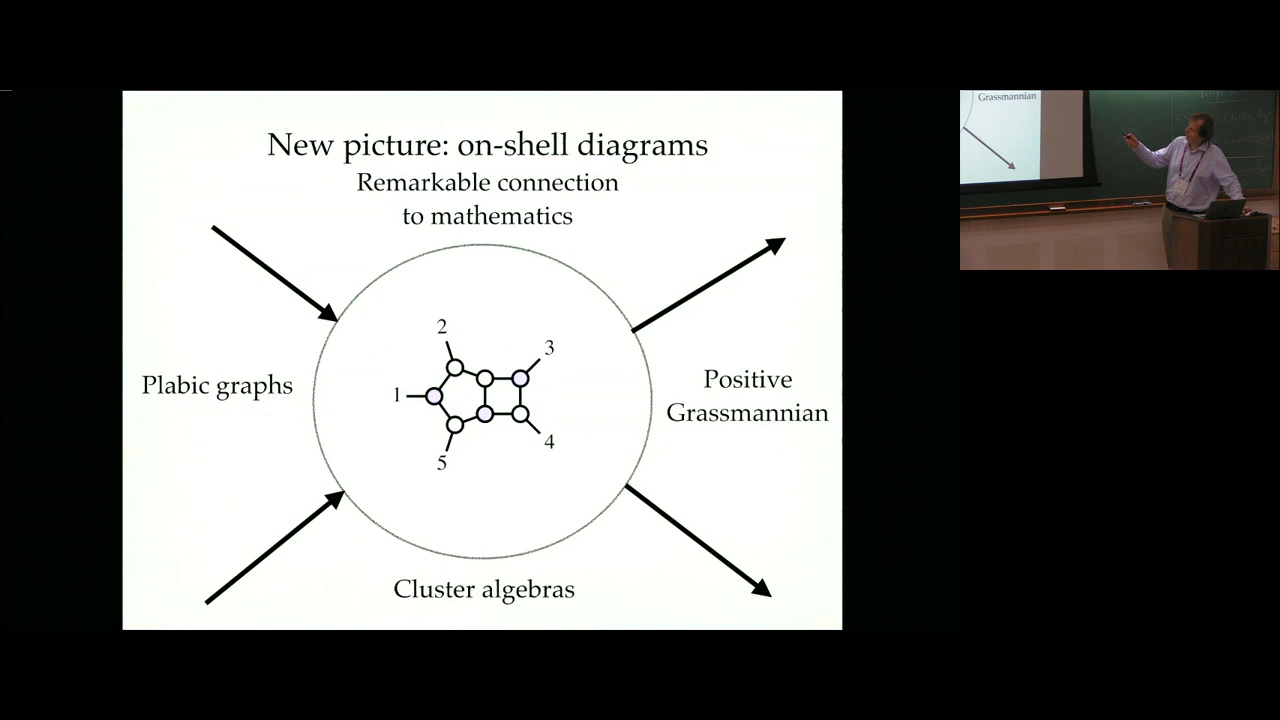 New picture: on-shell diagrams
Remarkable connection
to mathematics
2
3
1
4
5
Plabic graphs
Positive
Grassmannian
Cluster algebras
Grassmannian